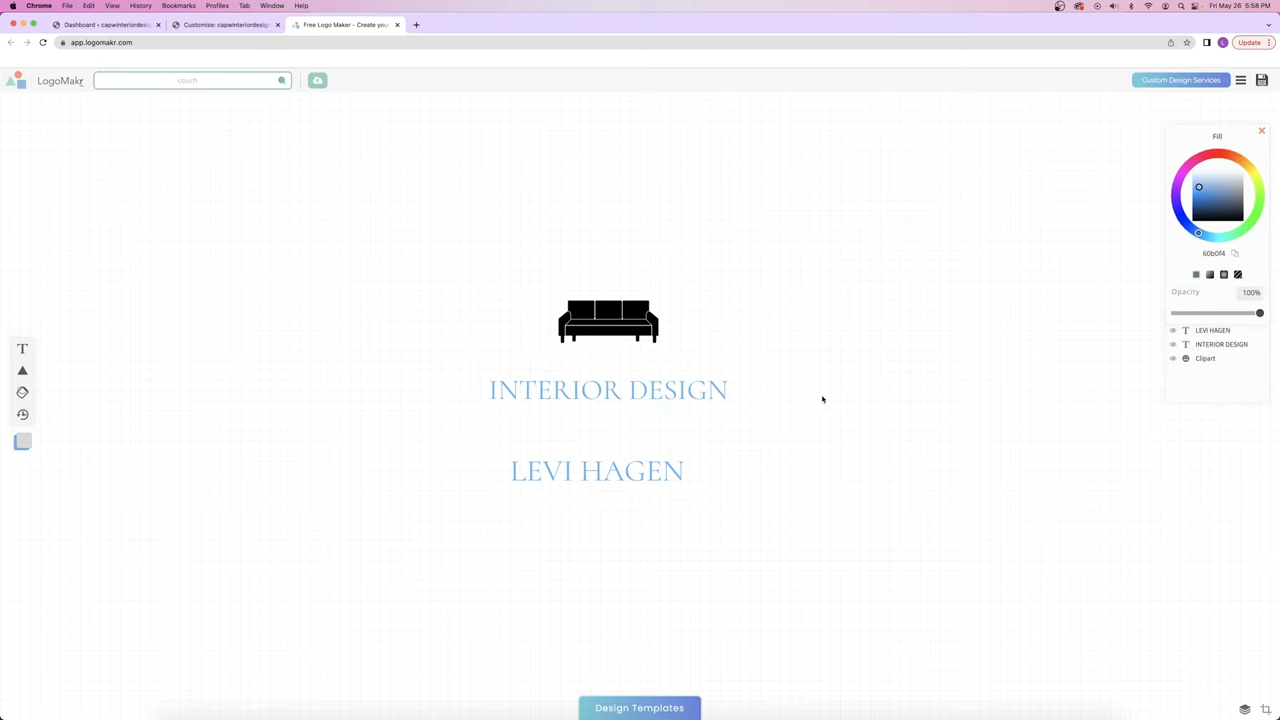 Chrome File Edit View History Bookmarks Profiles Tab Window Help
Fri May 26 5:58 PM
Dashboard ‹ capwinteriordesig
Customise: capwinteriordesign
Free Logo Maker - Create your
app.logomakr.com
L
Update
LogoMakr
couch
Custom Design Services
Fill
60b0f4
Opacity 100%
T LEVI HAGEN
T INTERIOR DESIGN
Clipart
T
INTERIOR DESIGN
LEVI HAGEN
Design Templates